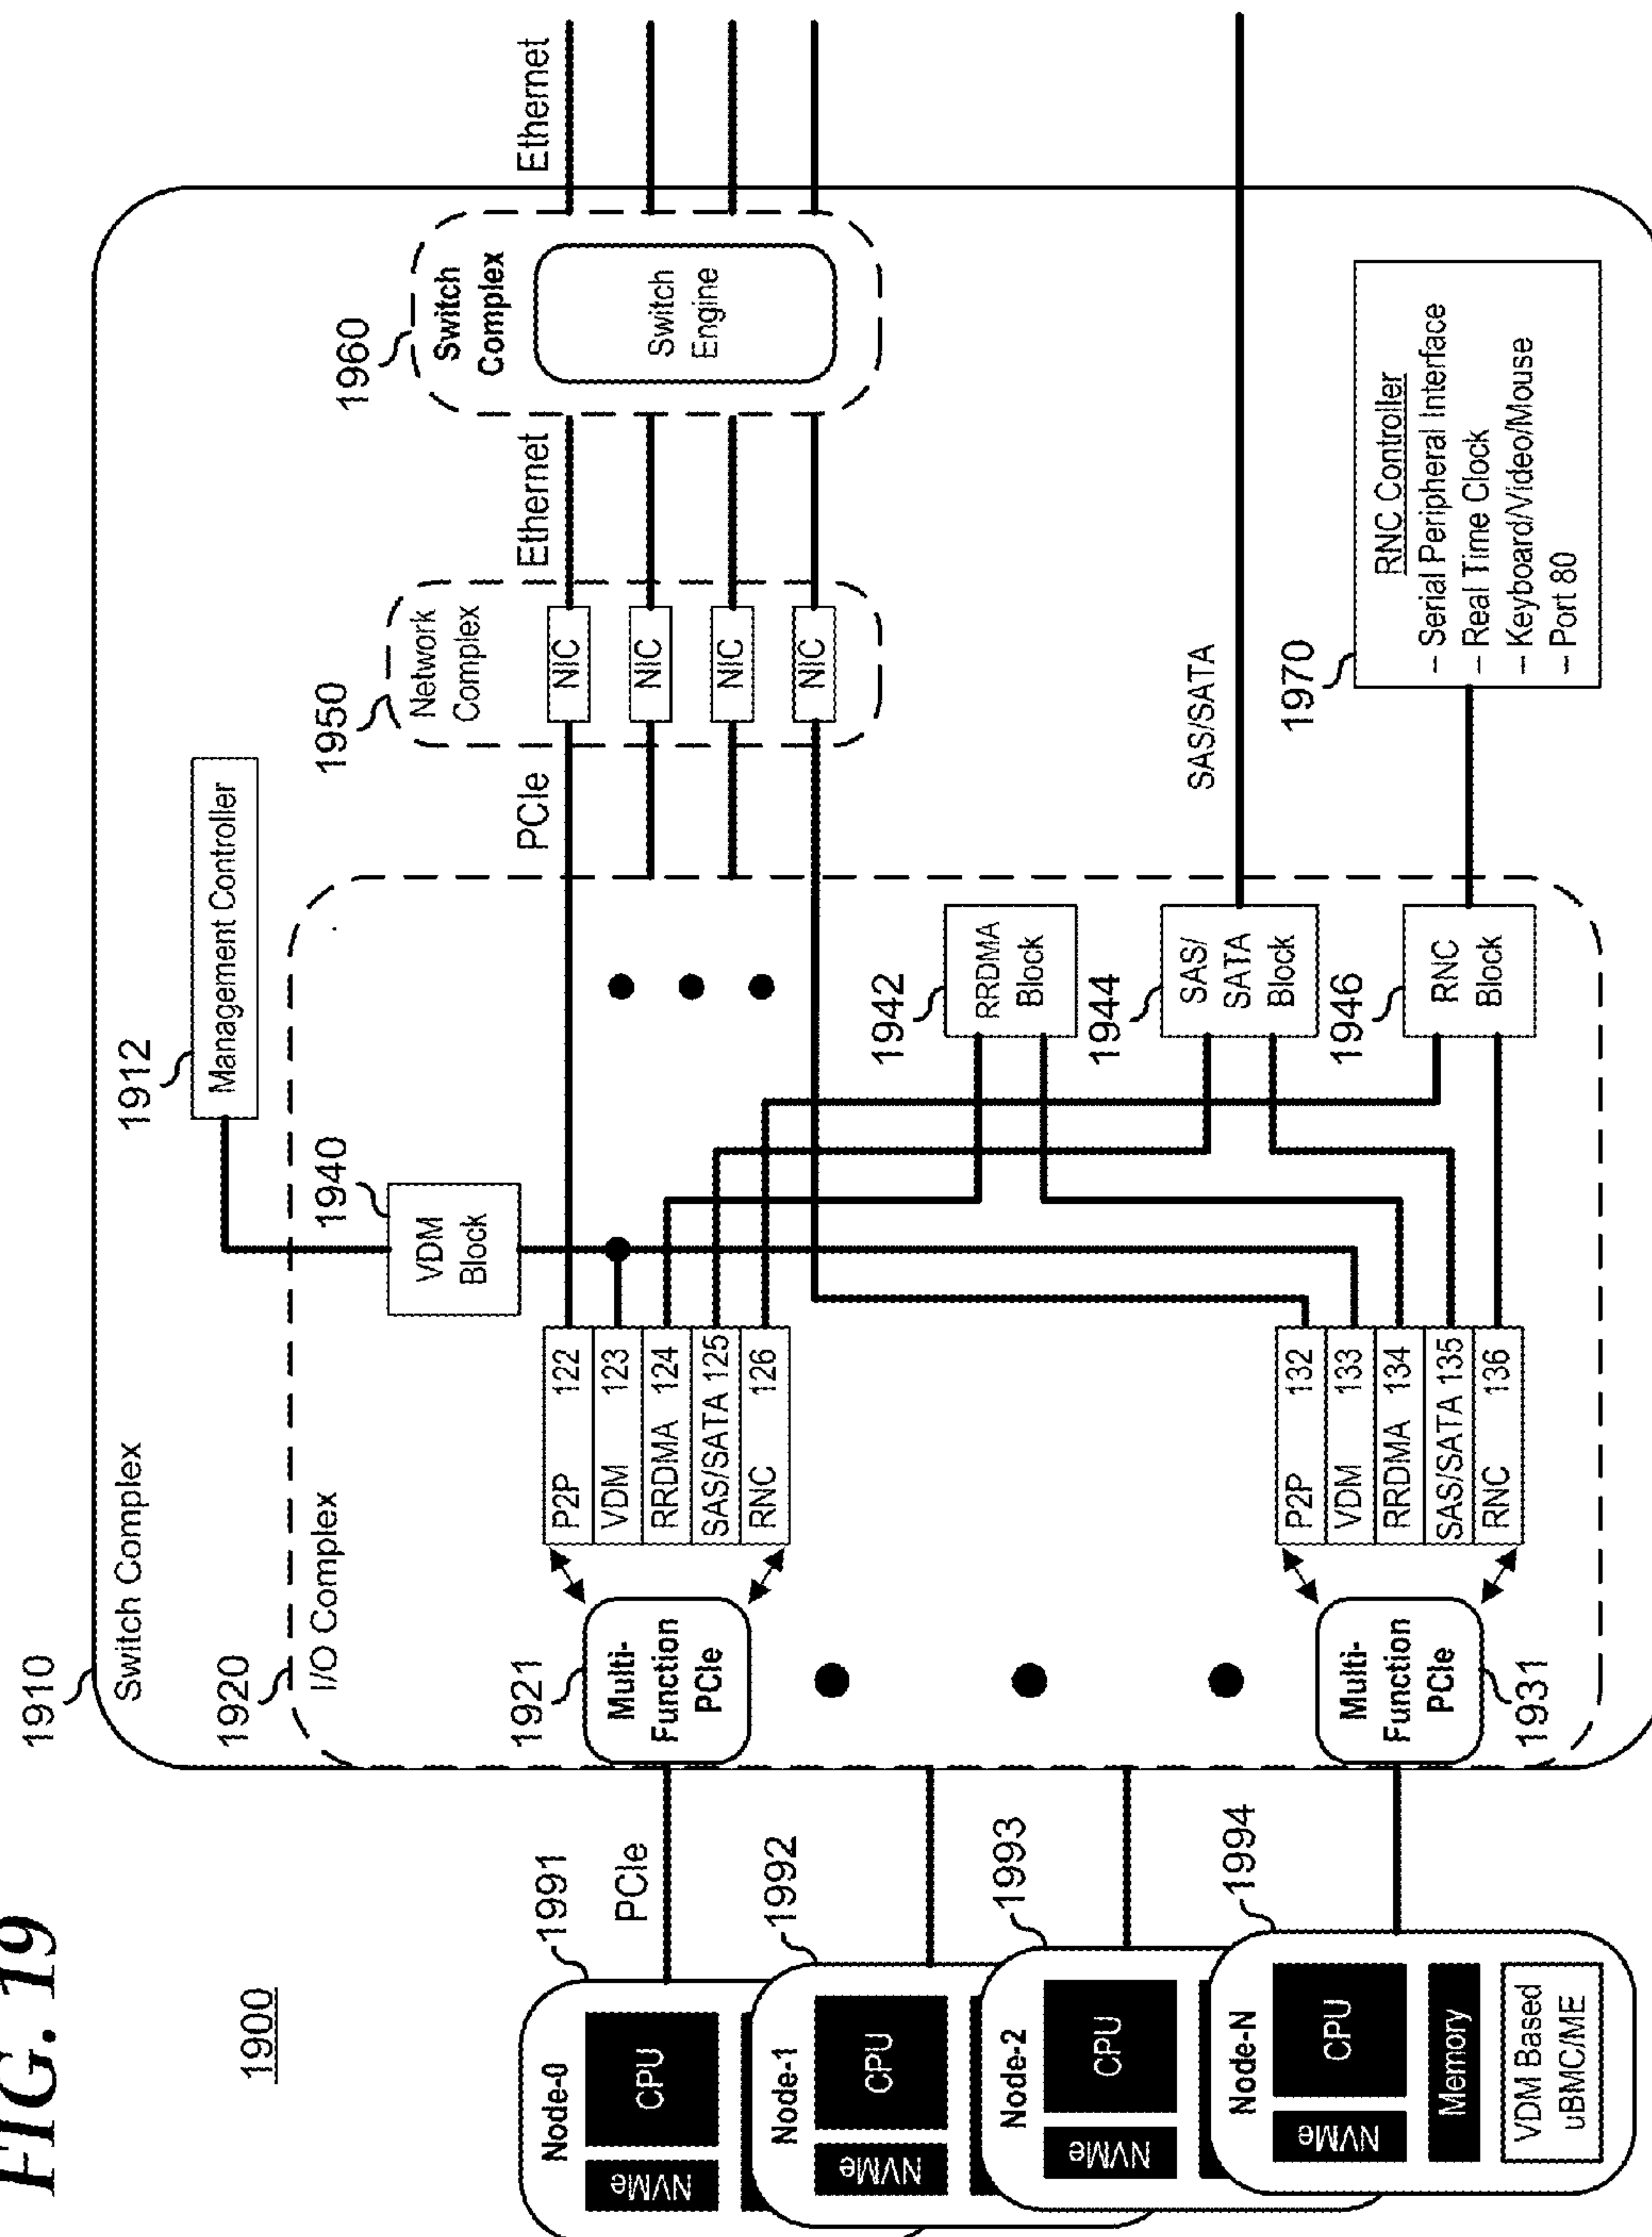 FIG. 19
1900
1910
Switch Complex
1912
Management Controller
1920
I/O Complex
1940
VDM
Block
1950
Network
Complex
NIC
NIC
NIC
NIC
PCIe
Ethernet
1960
Switch
Complex
Switch
Engine
Ethernet
1991
Node-0
NVMe
CPU
PCIe
1992
Node-1
NVMe
CPU
1993
Node-2
NVMe
CPU
1994
Node-N
NVMe
CPU
Memory
VDM Based
uBMC/ME
1921
Multi-
Function
PCIe
P2P 122
VDM 123
RRDMA 124
SAS/SATA 125
RNC 126
1931
Multi-
Function
PCIe
P2P 132
VDM 133
RRDMA 134
SAS/SATA 135
RNC 136
1942
RRDMA
Block
1944
SAS/
SATA
Block
SAS/SATA
1946
RNC
Block
1970
RNC Controller
– Serial Peripheral Interface
– Real Time Clock
– Keyboard/Video/Mouse
– Port 80